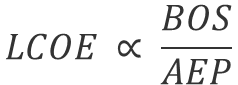 LCOE ∝ BOS / AEP